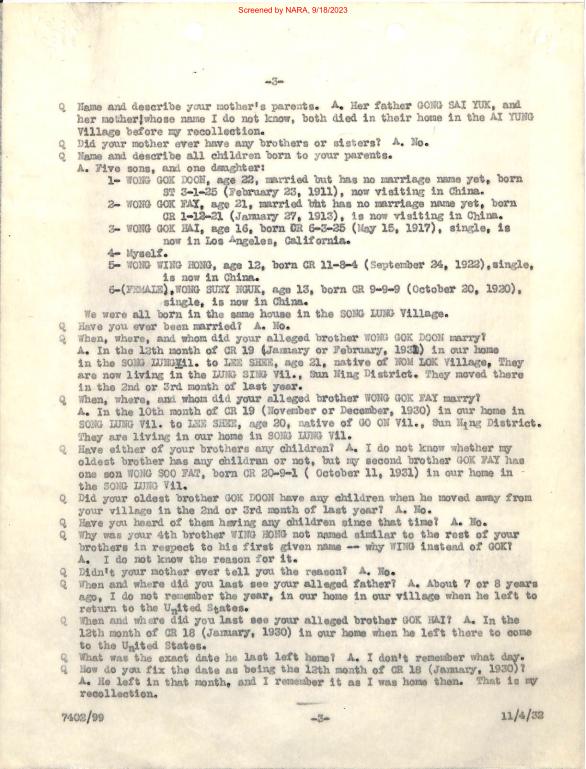 Screened by NARA, 9/18/2023
-3-
Q Name and describe your mother's parents. A. Her father GONG SAI YUK, and
her mother,whose name I do not know, both died in their home in the AI YUNG
Village before my recollection.
Q Did your mother ever have any brothers or sisters? A. No.
Q Name and describe all children born to your parents.
A. Five sons, and one daughter:
1- WONG GOK DOON, age 22, married but has no marriage name yet, born
ST 3-1-25 (February 23, 1911), now visiting in China.
2- WONG GOK FAY, age 21, married but has no marriage name yet, born
CR 1-12-21 (January 27, 1913), is now visiting in China.
3- WONG GOK HAI, age 16, born CR 6-3-25 (May 15, 1917), single, is
now in Los Angeles, California.
4- Myself.
5- WONG WING HONG, age 12, born CR 11-8-4 (September 24, 1922),single,
is now in China.
6-(FEMALE),WONG SUEY NGUK, age 13, born CR 9-9-9 (October 20, 1920),
single, is now in China.
We were all born in the same house in the SONG LUNG Village.
Q Have you ever been married? A. No.
Q When, where, and whom did your alleged brother WONG GOK DOON marry?
A. In the 12th month of CR 19 (January or February, 1931) in our home
in the SONG LUNG Vil. to LEE SHEE, age 21, native of NOM LOK Village, They
are now living in the LUNG SING Vil., Sun Ning District. They moved there
in the 2nd or 3rd month of last year.
Q When, where, and whom did your alleged brother WONG GOK FAY marry?
A. In the 10th month of CR 19 (November or December, 1930) in our home in
SONG LUNG Vil. to LEE SHEE, age 20, native of GO ON Vil., Sun Ning District.
They are living in our home in SONG LUNG Vil.
Q Have either of your brothers any children? A. I do not know whether my
oldest brother has any children or not, but my second brother GOK FAY has
one son WONG SOO FAT, born CR 20-9-1 ( October 11, 1931) in our home in
the SONG LUNG Vil.
Q Did your oldest brother GOK DOON have any children when he moved away from
your village in the 2nd or 3rd month of last year? A. No.
Q Have you heard of them having any children since that time? A. No.
Q Why was your 4th brother WING HONG not named similar to the rest of your
brothers in respect to his first given name -- why WING instead of GOK?
A. I do not know the reason for it.
Q Didn't your mother ever tell you the reason? A. No.
Q When and where did you last see your alleged father? A. About 7 or 8 years
ago, I do not remember the year, in our home in our village when he left to
return to the United States.
Q When and where did you last see your alleged brother GOK HAI? A. In the
12th month of CR 18 (January, 1930) in our home when he left there to come
to the United States.
Q What was the exact date he last left home? A. I don't remember what day.
Q How do you fix the date as being the 12th month of CR 18 (January, 1930)?
A. He left in that month, and I remember it as I was home then. That is my
recollection.
7402/99 -3- 11/4/32